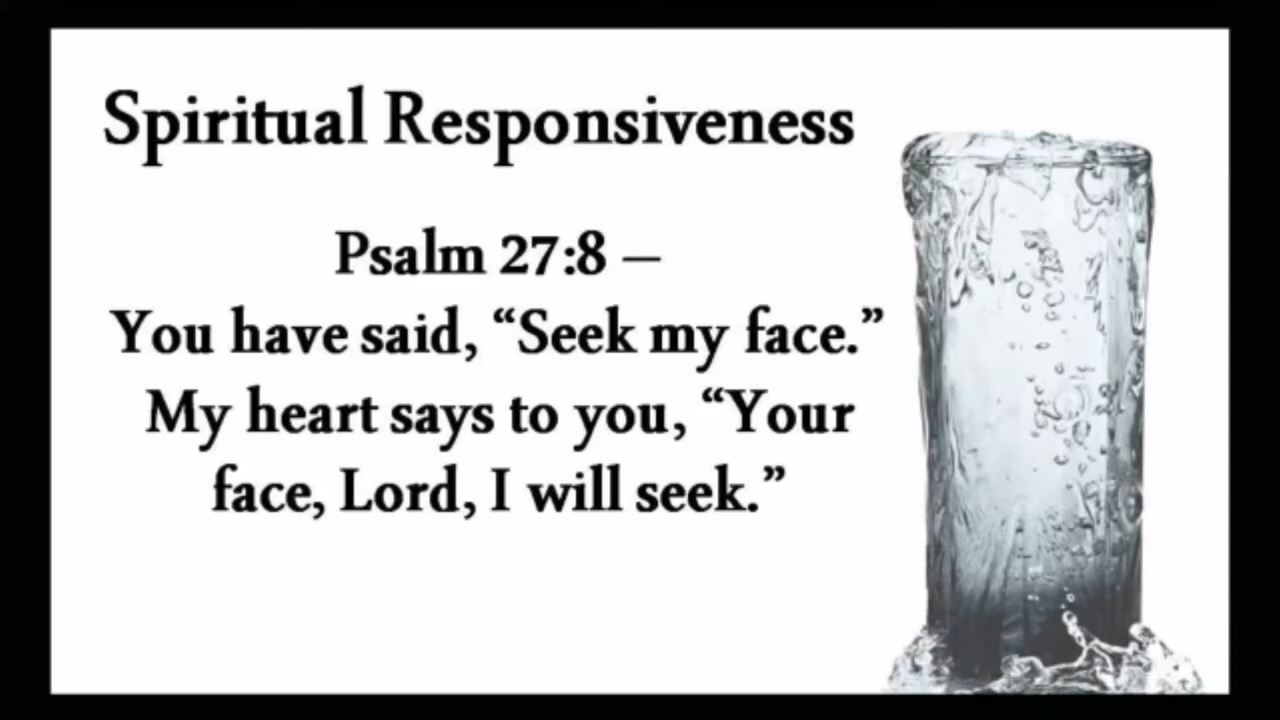 Spiritual Responsiveness
Psalm 27:8 –
You have said, “Seek my face.”
My heart says to you, “Your
face, Lord, I will seek.”